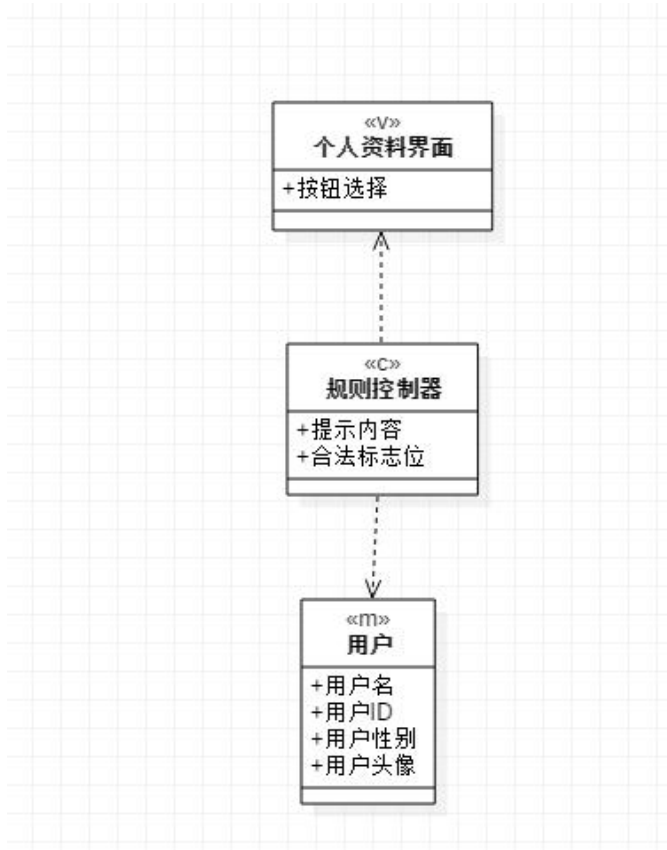 «v»
个人资料界面
+按钮选择
«c»
规则控制器
+提示内容
+合法标志位
«m»
用户
+用户名
+用户ID
+用户性别
+用户头像